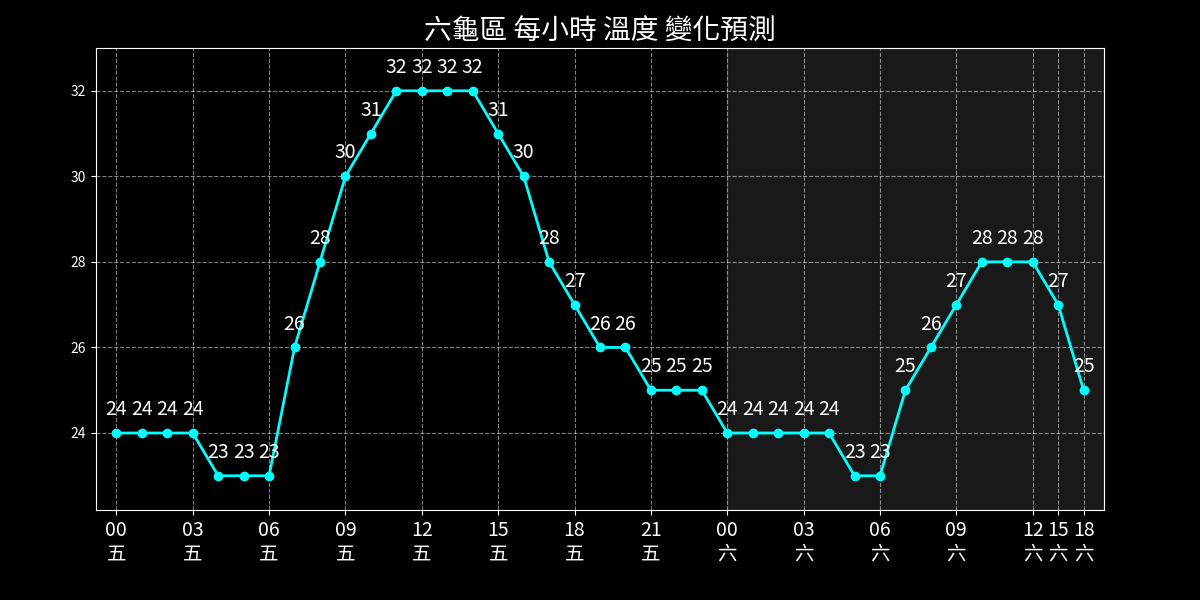 六龜區 每小時 溫度 變化預測
32 32 32 32
32
31 31
30 30
30
28 28 28 28 28
28
27 27 27
26 26 26 26
26
25 25 25 25 25
24 24 24 24 24 24 24 24 24
24
23 23 23 23 23
00 03 06 09 12 15 18 21 00 03 06 09 12 15 18
五 五 五 五 五 五 五 五 六 六 六 六 六 六 六